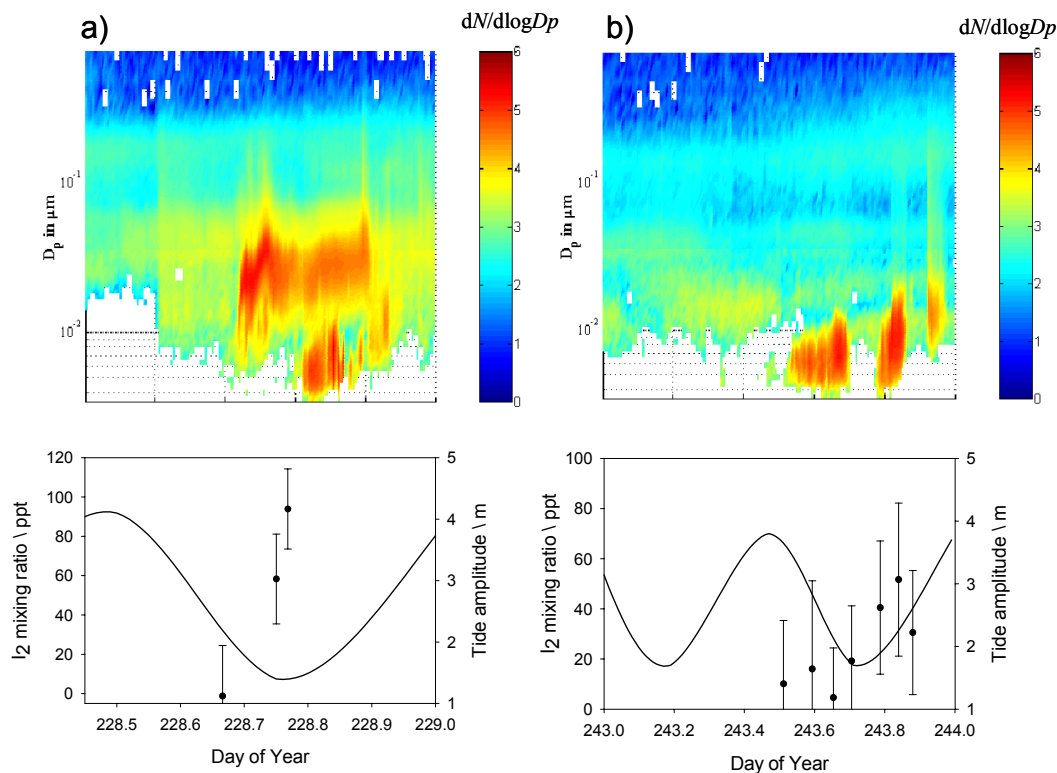 a)
dN/dlogDp
6
5
4
3
2
1
0
10⁻¹
10⁻²
Dₚ in μm
b)
dN/dlogDp
6
5
4
3
2
1
0
10⁻¹
10⁻²
Dₚ in μm
120
100
80
60
40
20
0
I₂ mixing ratio \ ppt
5
4
3
2
1
Tide amplitude \ m
228.5 228.6 228.7 228.8 228.9 229.0
Day of Year
100
80
60
40
20
0
I₂ mixing ratio \ ppt
5
4
3
2
1
Tide amplitude \ m
243.0 243.2 243.4 243.6 243.8 244.0
Day of Year